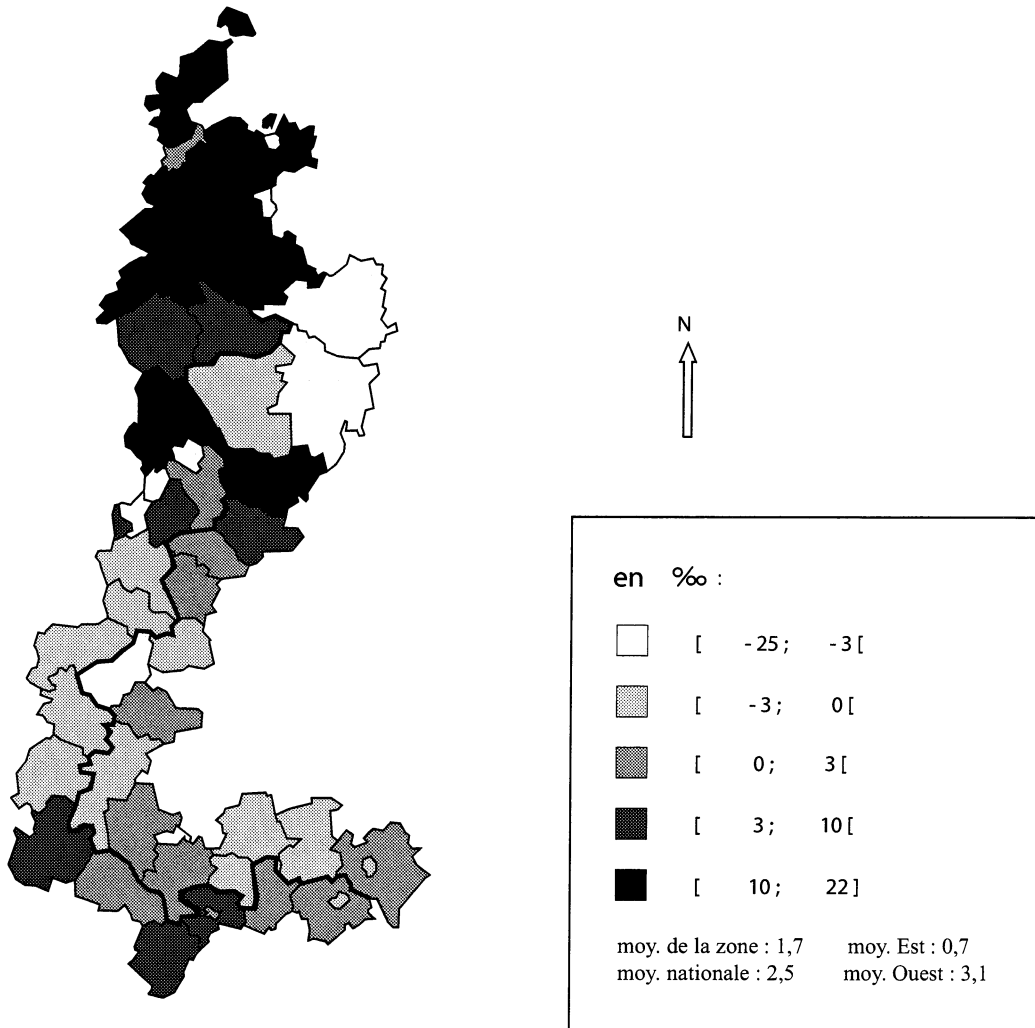 N
en ‰ :
[ -25 ; -3 [
[ -3 ; 0 [
[ 0 ; 3 [
[ 3 ; 10 [
[ 10 ; 22 ]
moy. de la zone : 1,7 moy. Est : 0,7
moy. nationale : 2,5 moy. Ouest : 3,1